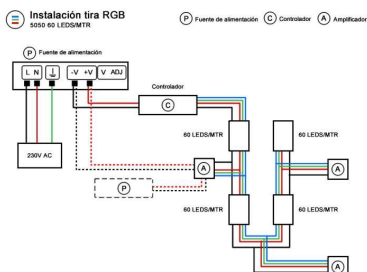 Instalación tira RGB
5050 60 LEDS/MTR
P Fuente de alimentación C Controlador A Amplificador
P Fuente de alimentación
L N -V +V V ADJ
Controlador
C
60 LEDS/MTR 60 LEDS/MTR
230V AC
A A
P
60 LEDS/MTR 60 LEDS/MTR
A